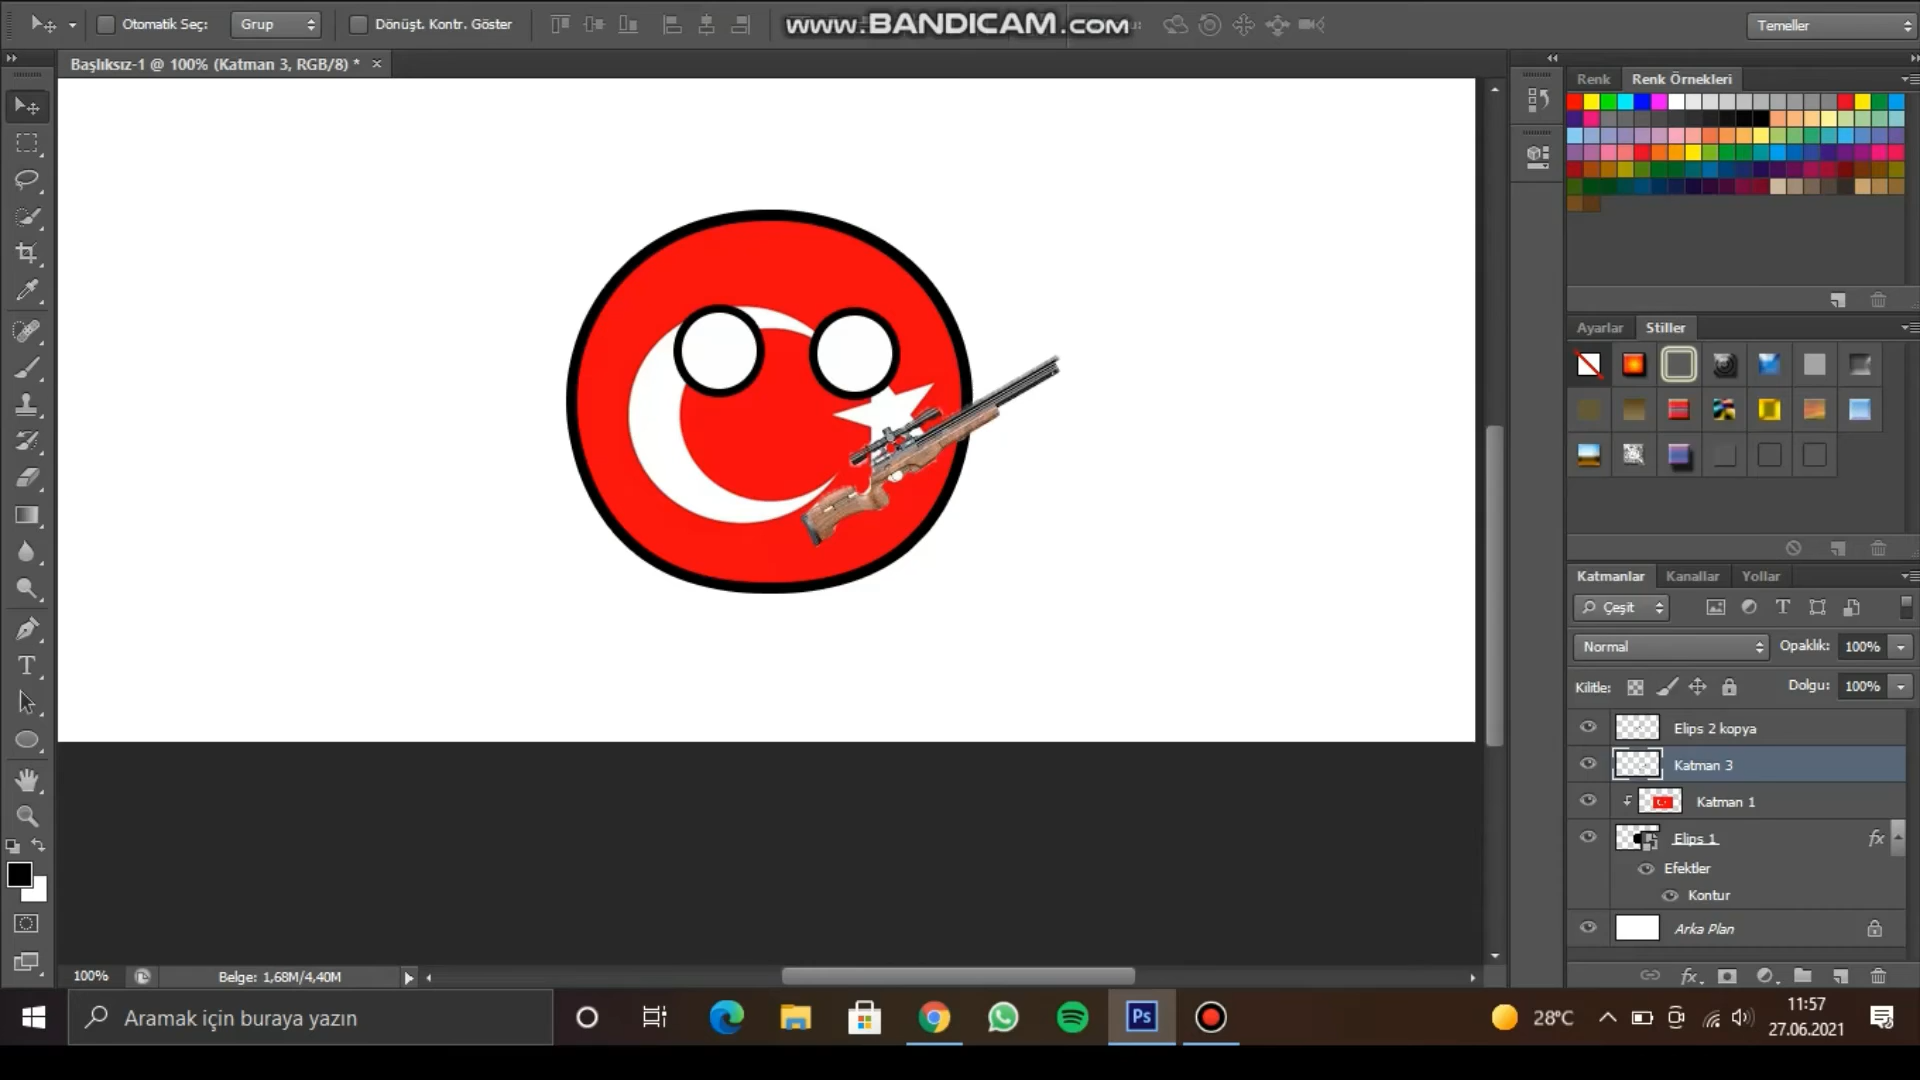 Otomatik Seç:
Grup
Dönüşt. Kontr. Göster
www.BANDICAM.com
Temeller
Başlıksız-1 @ 100% (Katman 3, RGB/8) *
Renk
Renk Örnekleri
Ayarlar
Stiller
Katmanlar
Kanallar
Yollar
Çeşit
Normal
Opaklık:
100%
Kilitle:
Dolgu:
100%
Elips 2 kopya
Katman 3
Katman 1
Elips 1
fx
Efektler
Kontur
Arka Plan
100%
Belge: 1,68M/4,40M
fx
Aramak için buraya yazın
Ps
28°C
11:57
27.06.2021